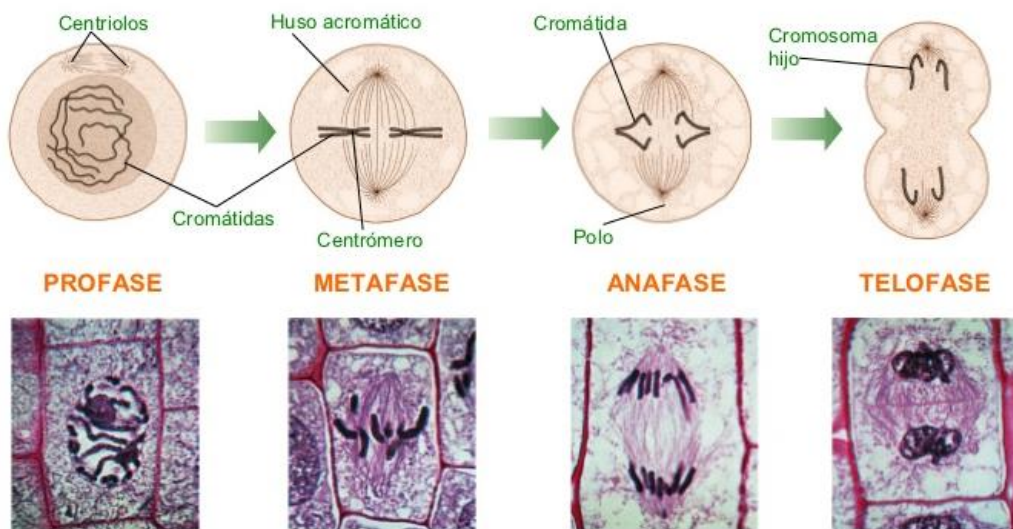 Centriolos
Huso acromático
Cromátida
Cromosoma
hijo
Cromátidas
Centrómero
Polo
PROFASE
METAFASE
ANAFASE
TELOFASE